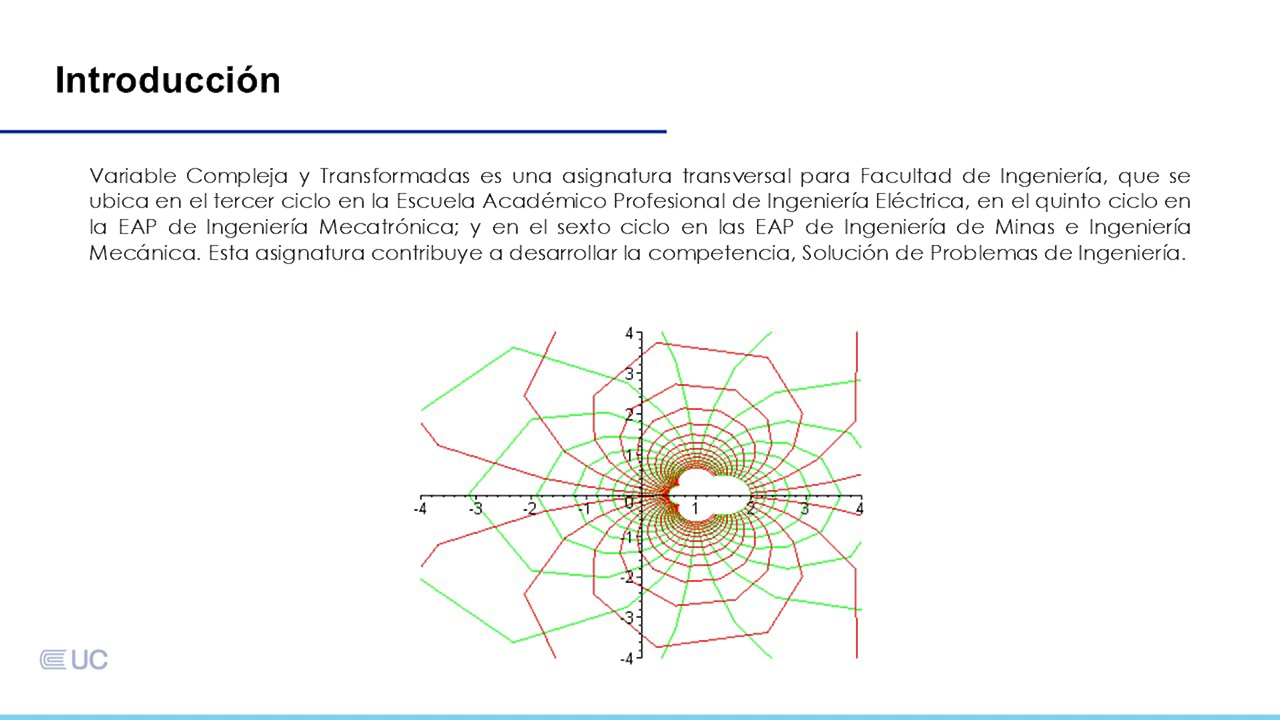 Introducción
Variable Compleja y Transformadas es una asignatura transversal para Facultad de Ingeniería, que se
ubica en el tercer ciclo en la Escuela Académico Profesional de Ingeniería Eléctrica, en el quinto ciclo en
la EAP de Ingeniería Mecatrónica; y en el sexto ciclo en las EAP de Ingeniería de Minas e Ingeniería
Mecánica. Esta asignatura contribuye a desarrollar la competencia, Solución de Problemas de Ingeniería.
4
3
2
1
-4 -3 -2 -1 0 1 2 3 4
-1
-2
-3
-4
UC